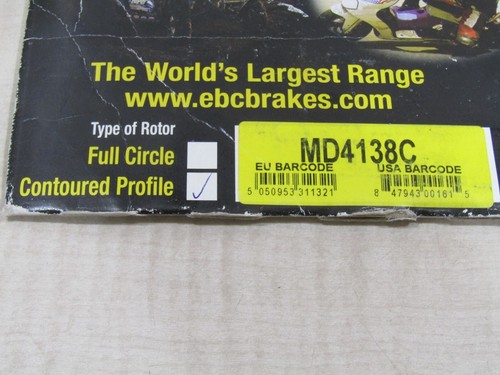 The World's Largest Range
www.ebcbrakes.com
Type of Rotor
Full Circle
Contoured Profile
MD4138C
EU BARCODE
USA BARCODE
5 050953 311321
8 47943 00161 5